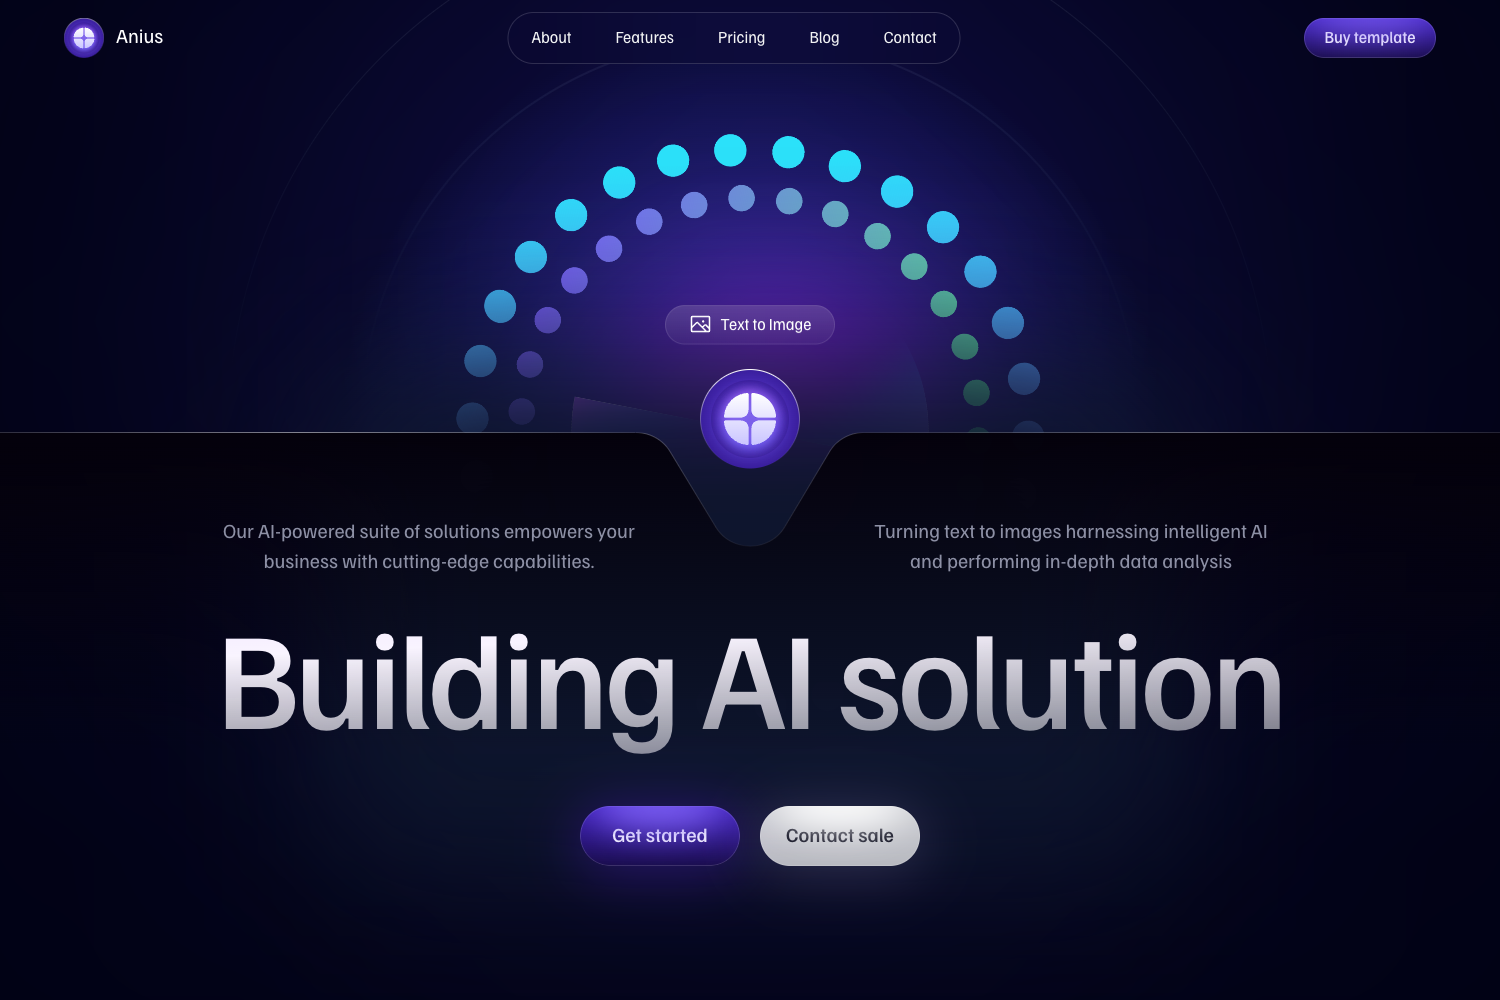 Anius
About
Features
Pricing
Blog
Contact
Buy template
Text to Image
Our AI-powered suite of solutions empowers your
business with cutting-edge capabilities.
Turning text to images harnessing intelligent AI
and performing in-depth data analysis
Building AI solution
Get started
Contact sale